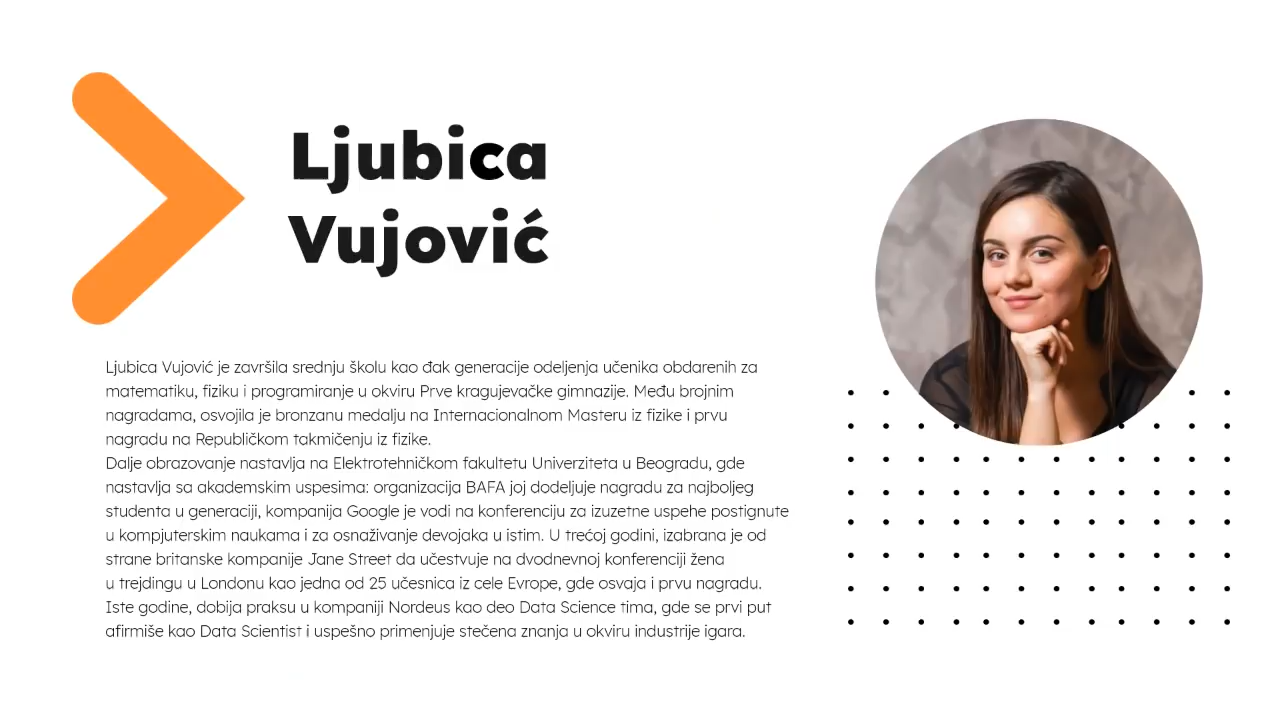 Ljubica
Vujović
Ljubica Vujović je završila srednju školu kao đak generacije odeljenja učenika obdarenih za
matematiku, fiziku i programiranje u okviru Prve kragujevačke gimnazije. Među brojnim
nagradama, osvojila je bronzanu medalju na Internacionalnom Masteru iz fizike i prvu
nagradu na Republičkom takmičenju iz fizike.
Dalje obrazovanje nastavlja na Elektrotehničkom fakultetu Univerziteta u Beogradu, gde
nastavlja sa akademskim uspesima: organizacija BAFA joj dodeljuje nagradu za najboljeg
studenta u generaciji, kompanija Google je vodi na konferenciju za izuzetne uspehe postignute
u kompjuterskim naukama i za osnaživanje devojaka u istim. U trećoj godini, izabrana je od
strane britanske kompanije Jane Street da učestvuje na dvodnevnoj konferenciji žena
u trejdingu u Londonu kao jedna od 25 učesnica iz cele Evrope, gde osvaja i prvu nagradu.
Iste godine, dobija praksu u kompaniji Nordeus kao deo Data Science tima, gde se prvi put
afirmiše kao Data Scientist i uspešno primenjuje stečena znanja u okviru industrije igara.